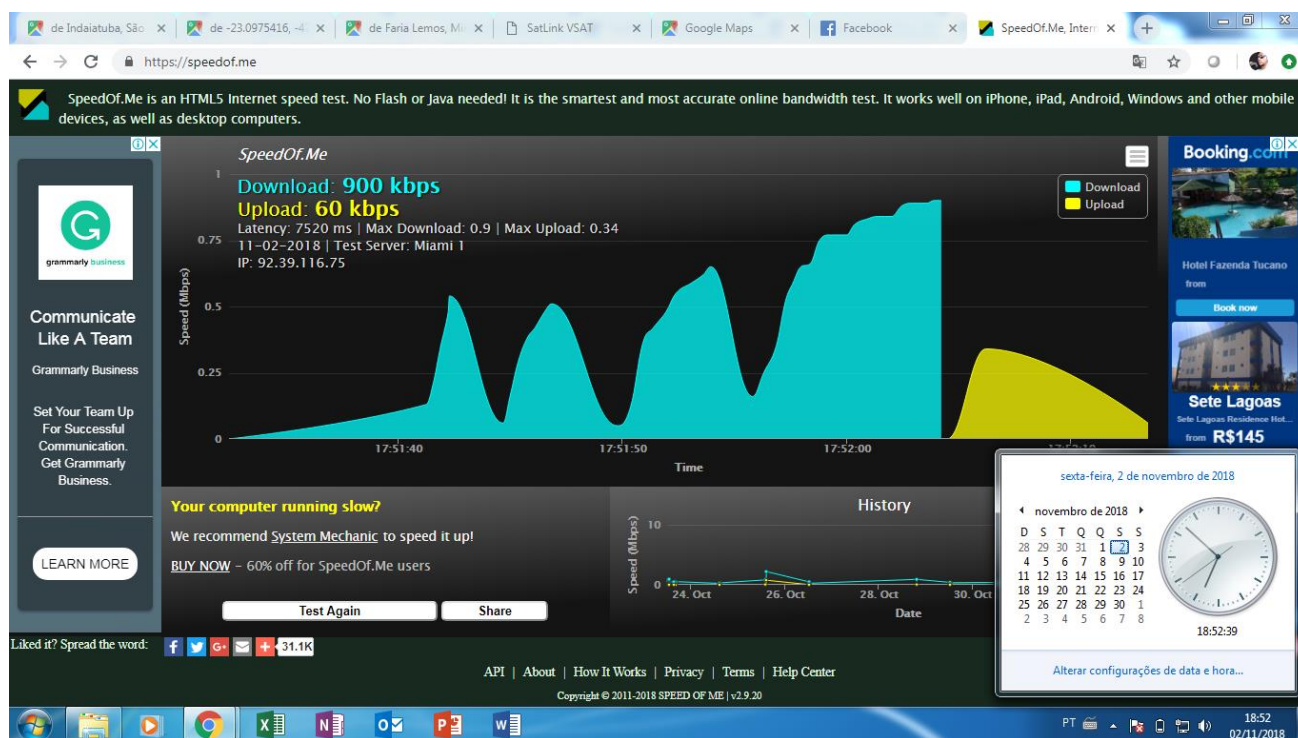 de Indaiatuba, São
de -23.0975416, -4
de Faria Lemos, Mi
SatLink VSAT
Google Maps
Facebook
SpeedOf.Me, Intern
https://speedof.me
SpeedOf.Me is an HTML5 Internet speed test. No Flash or Java needed! It is the smartest and most accurate online bandwidth test. It works well on iPhone, iPad, Android, Windows and other mobile
devices, as well as desktop computers.
grammarly business
Communicate
Like A Team
Grammarly Business
Set Your Team Up
For Successful
Communication.
Get Grammarly
Business.
LEARN MORE
SpeedOf.Me
Download: 900 kbps
Upload: 60 kbps
Latency: 7520 ms | Max Download: 0.9 | Max Upload: 0.34
11-02-2018 | Test Server: Miami 1
IP: 92.39.116.75
Download
Upload
Speed (Mbps)
1
0.75
0.5
0.25
0
17:51:40 17:51:50 17:52:00
Time
Booking.com
Hotel Fazenda Tucano
from
Book now
Sete Lagoas
Sete Lagoas Residence Hot...
from R$145
Your computer running slow?
We recommend System Mechanic to speed it up!
BUY NOW – 60% off for SpeedOf.Me users
Test Again
Share
History
Speed (Mbps)
10
0
24. Oct 26. Oct 28. Oct 30. Oct
Date
sexta-feira, 2 de novembro de 2018
novembro de 2018
D S T Q Q S S
28 29 30 31 1 2 3
4 5 6 7 8 9 10
11 12 13 14 15 16 17
18 19 20 21 22 23 24
25 26 27 28 29 30 1
2 3 4 5 6 7 8
18:52:39
Alterar configurações de data e hora...
Liked it? Spread the word:
31.1K
API | About | How It Works | Privacy | Terms | Help Center
Copyright © 2011-2018 SPEED OF ME | v2.9.20
PT
18:52
02/11/2018